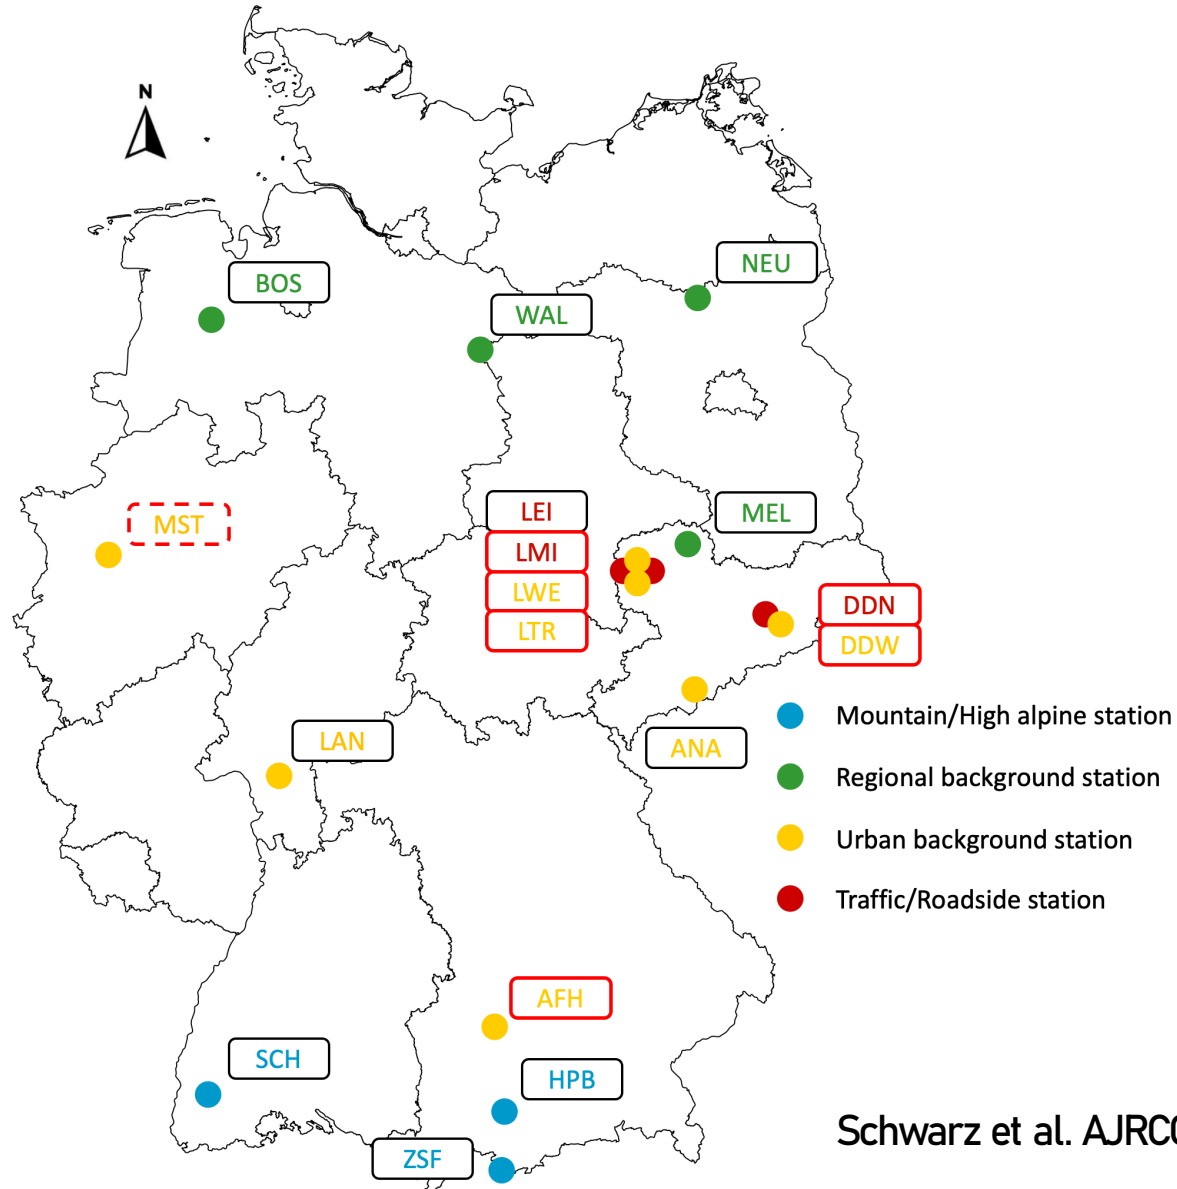 N
NEU
BOS
WAL
LEI
MEL
MST
LMI
LWE
DDN
LTR
DDW
Mountain/High alpine station
LAN
ANA
Regional background station
Urban background station
Traffic/Roadside station
AFH
SCH
HPB
Schwarz et al. AJRC
ZSF